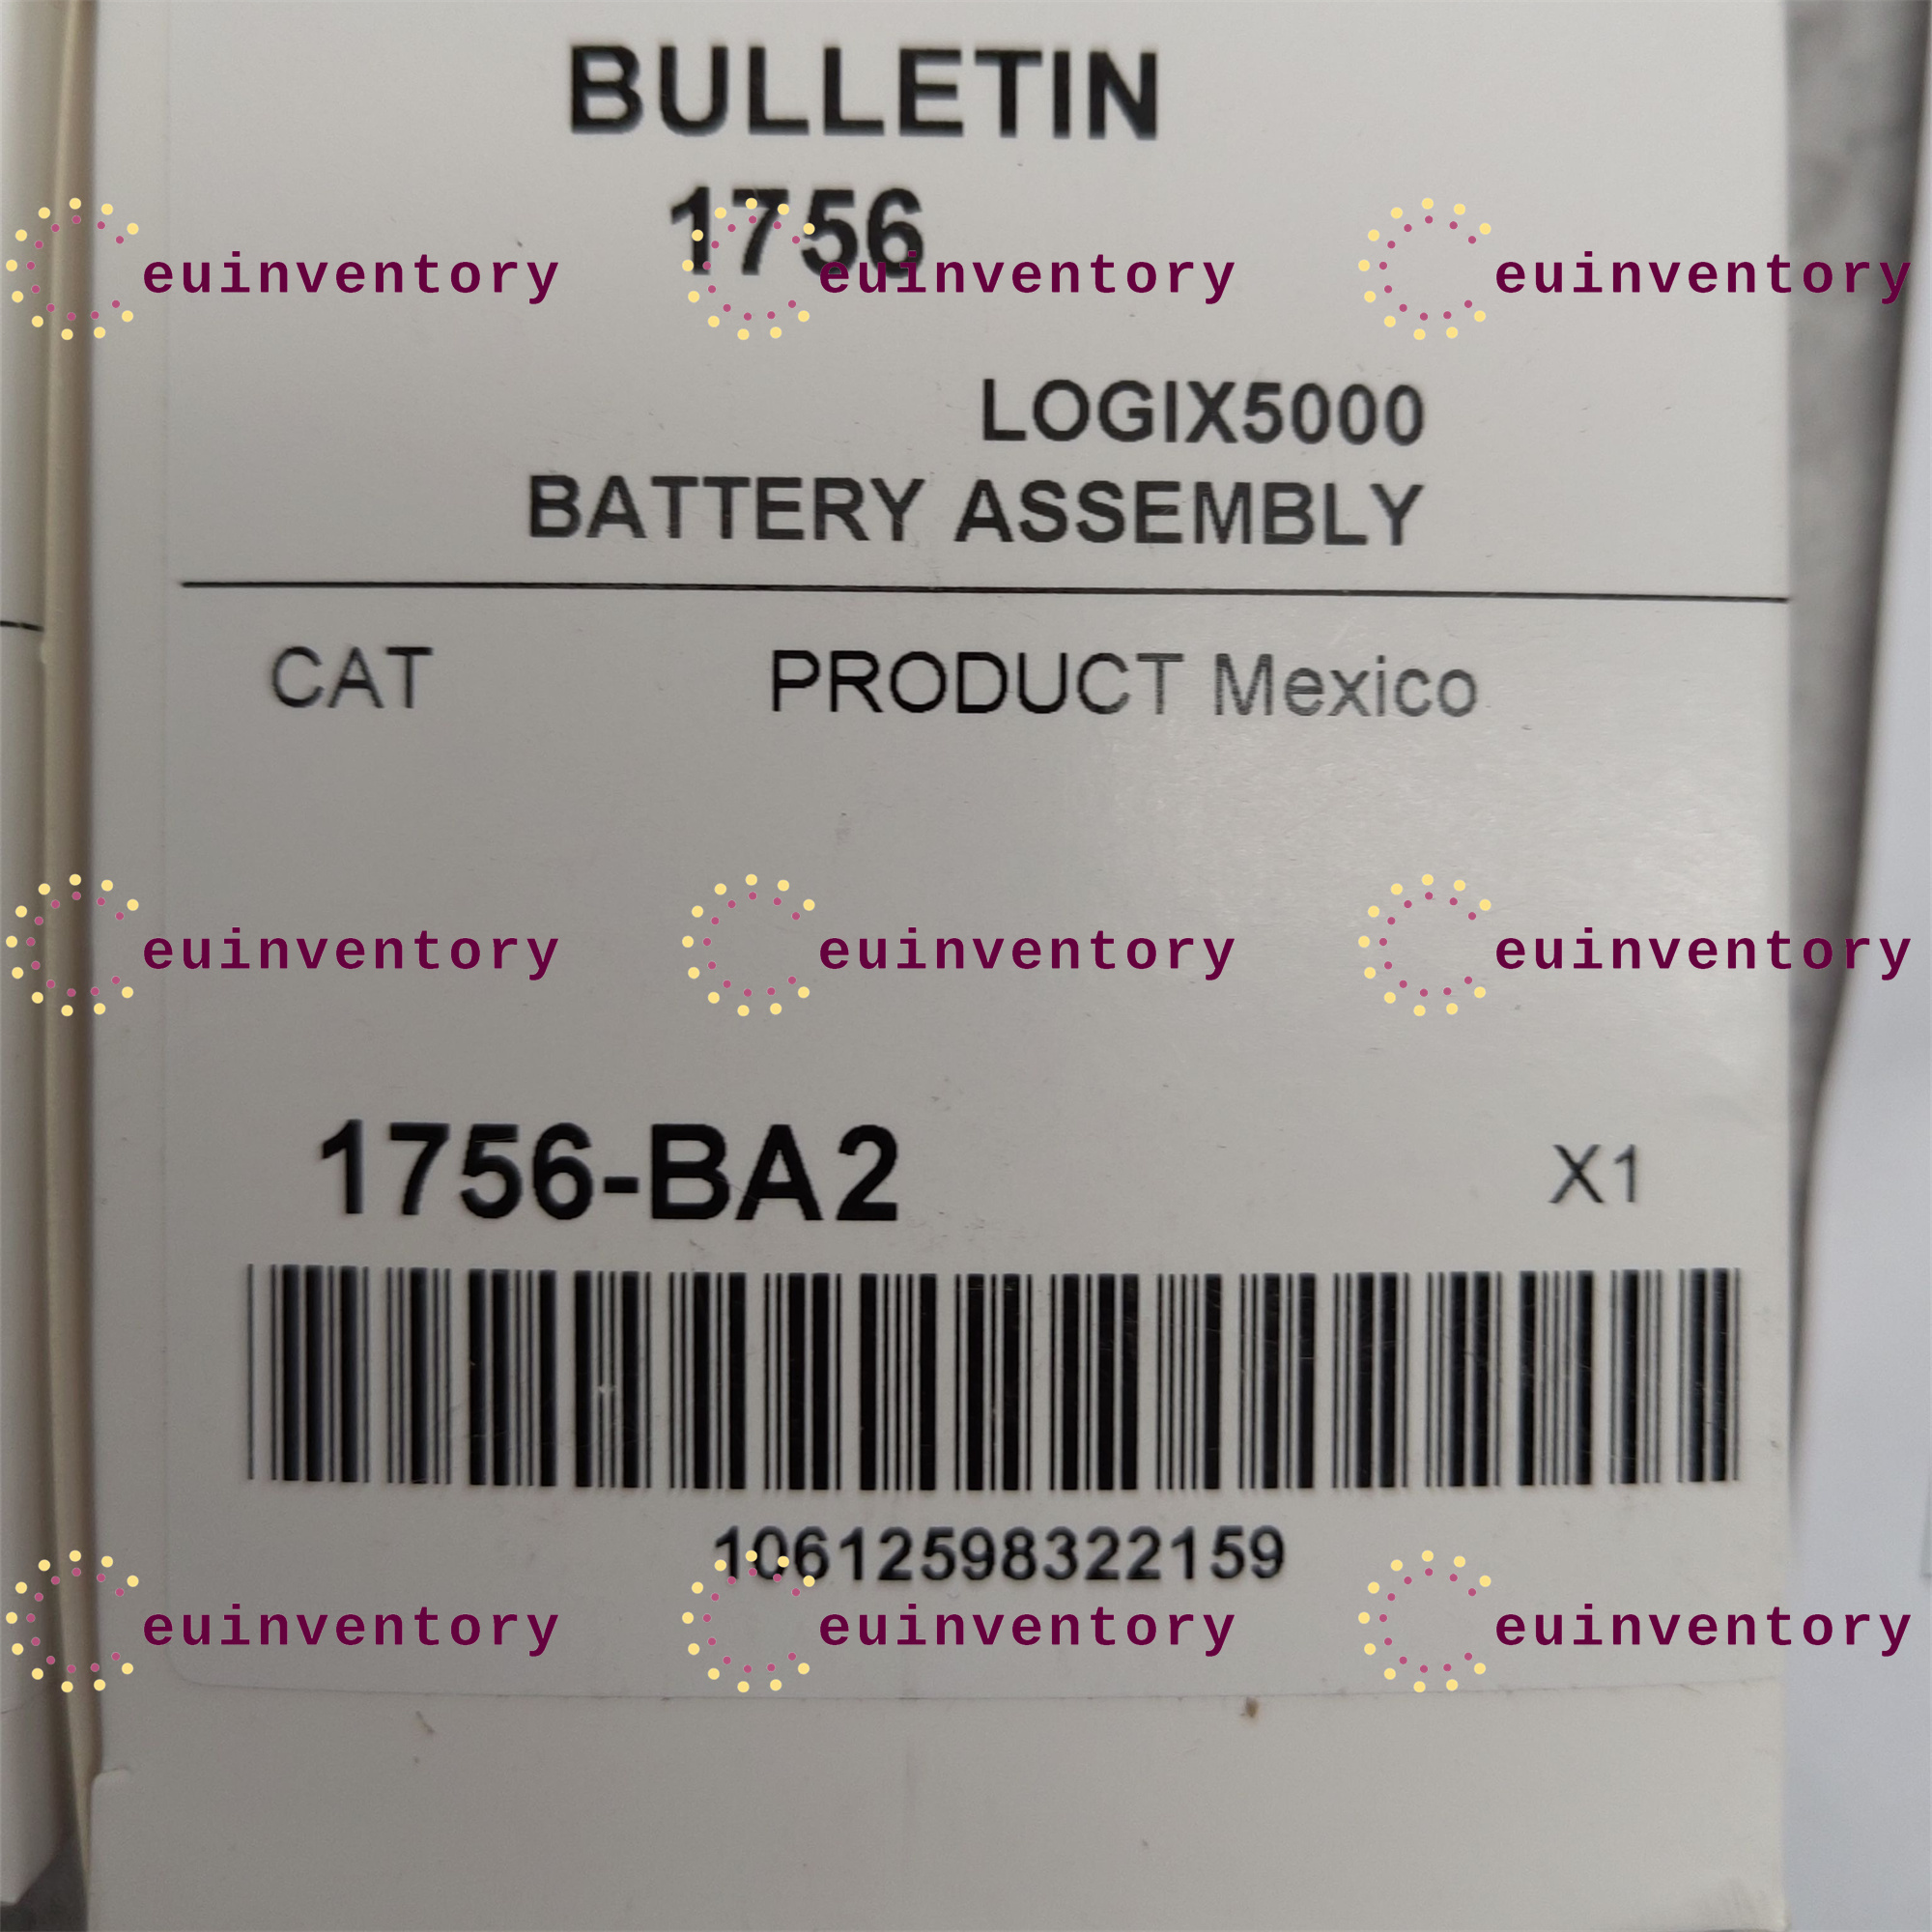 BULLETIN
1756
euinventory euinventory euinventory
LOGIX5000
BATTERY ASSEMBLY
CAT PRODUCT Mexico
euinventory euinventory euinventory
1756-BA2 X1
10612598322159
euinventory euinventory euinventory